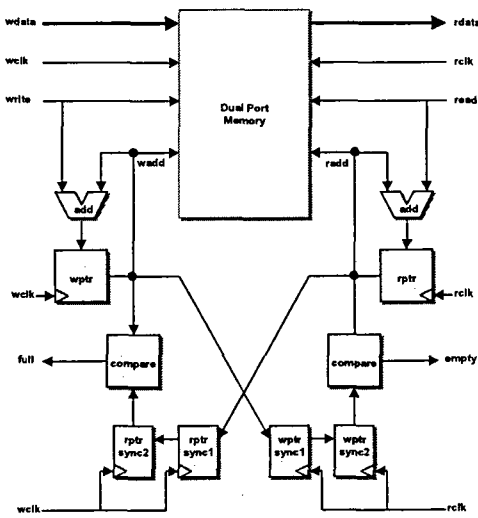 wdata
rdata
wclk
rclk
write
read
Dual Port
Memory
wadd
radd
add
add
wptr
rptr
wclk
rclk
full
compare
compare
empty
rptr
sync2
rptr
sync1
wptr
sync1
wptr
sync2
wclk
rclk